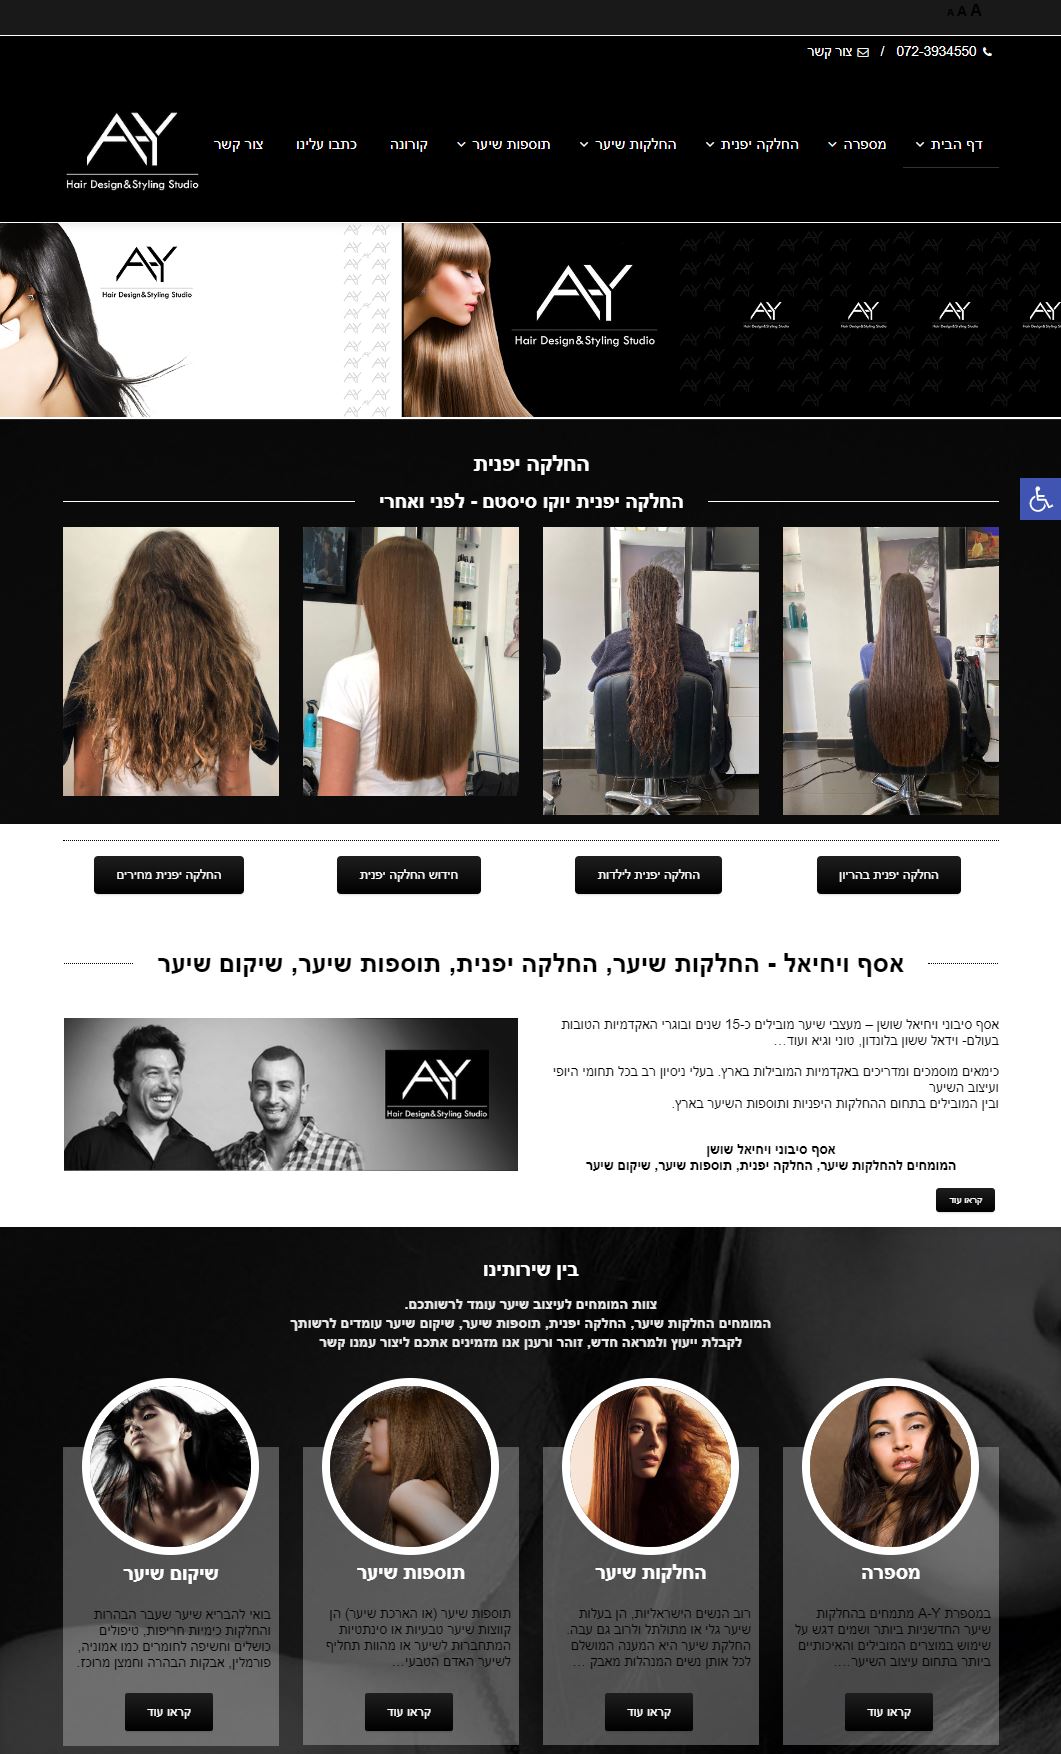 A A A
072-3934550 / צור קשר
דף הבית
מספרה
החלקה יפנית
החלקות שיער
תוספות שיער
קורונה
כתבו עלינו
צור קשר
A-Y
Hair Design&Styling Studio
A-Y
Hair Design&Styling Studio
A-Y
Hair Design&Styling Studio
החלקה יפנית
החלקה יפנית יוקו סיסטם - לפני ואחרי
החלקה יפנית בהריון
החלקה יפנית לילדות
חידוש החלקה יפנית
החלקה יפנית מחירים
אסף ויחיאל - החלקות שיער, החלקה יפנית, תוספות שיער, שיקום שיער
אסף סיבוני ויחיאל שושן – מעצבי שיער מובילים כ-15 שנים ובוגרי האקדמיות הטובות
בעולם- וידאל ששון בלונדון, טוני וגיא ועוד…
כימאים מוסמכים ומדריכים באקדמיות המובילות בארץ. בעלי ניסיון רב בכל תחומי היופי
ועיצוב השיער
ובין המובילים בתחום ההחלקות היפניות ותוספות השיער בארץ.
אסף סיבוני ויחיאל שושן
המומחים להחלקות שיער, החלקה יפנית, תוספות שיער, שיקום שיער
קראו עוד
A-Y
Hair Design&Styling Studio
בין שירותינו
צוות המומחים לעיצוב שיער עומד לרשותכם.
המומחים החלקות שיער, החלקה יפנית, תוספות שיער, שיקום שיער עומדים לרשותך
לקבלת ייעוץ ולמראה חדש, זוהר ורענן אנו מזמינים אתכם ליצור עמנו קשר
מספרה
במספרת A-Y מתמחים בהחלקות
שיער החדשניות ביותר ושמים דגש על
שימוש במוצרים המובילים והאיכותיים
ביותר בתחום עיצוב השיער….
קראו עוד
החלקות שיער
רוב הנשים הישראליות, הן בעלות
שיער גלי או מתולתל ולרוב גם עבה.
החלקת שיער היא המענה המושלם
לכל אותן נשים המנהלות מאבק …
קראו עוד
תוספות שיער
תוספות שיער (או הארכת שיער) הן
קווצות שיער טבעיות או סינתטיות
המתחברות לשיער או מהוות תחליף
לשיער האדם הטבעי…
קראו עוד
שיקום שיער
בואי להבריא שיער שעבר הבהרות
והחלקות כימיות חריפות, טיפולים
כושלים וחשיפה לחומרים כמו אמוניה,
פורמלין, אבקות הבהרה וחמצן מרוכז.
קראו עוד